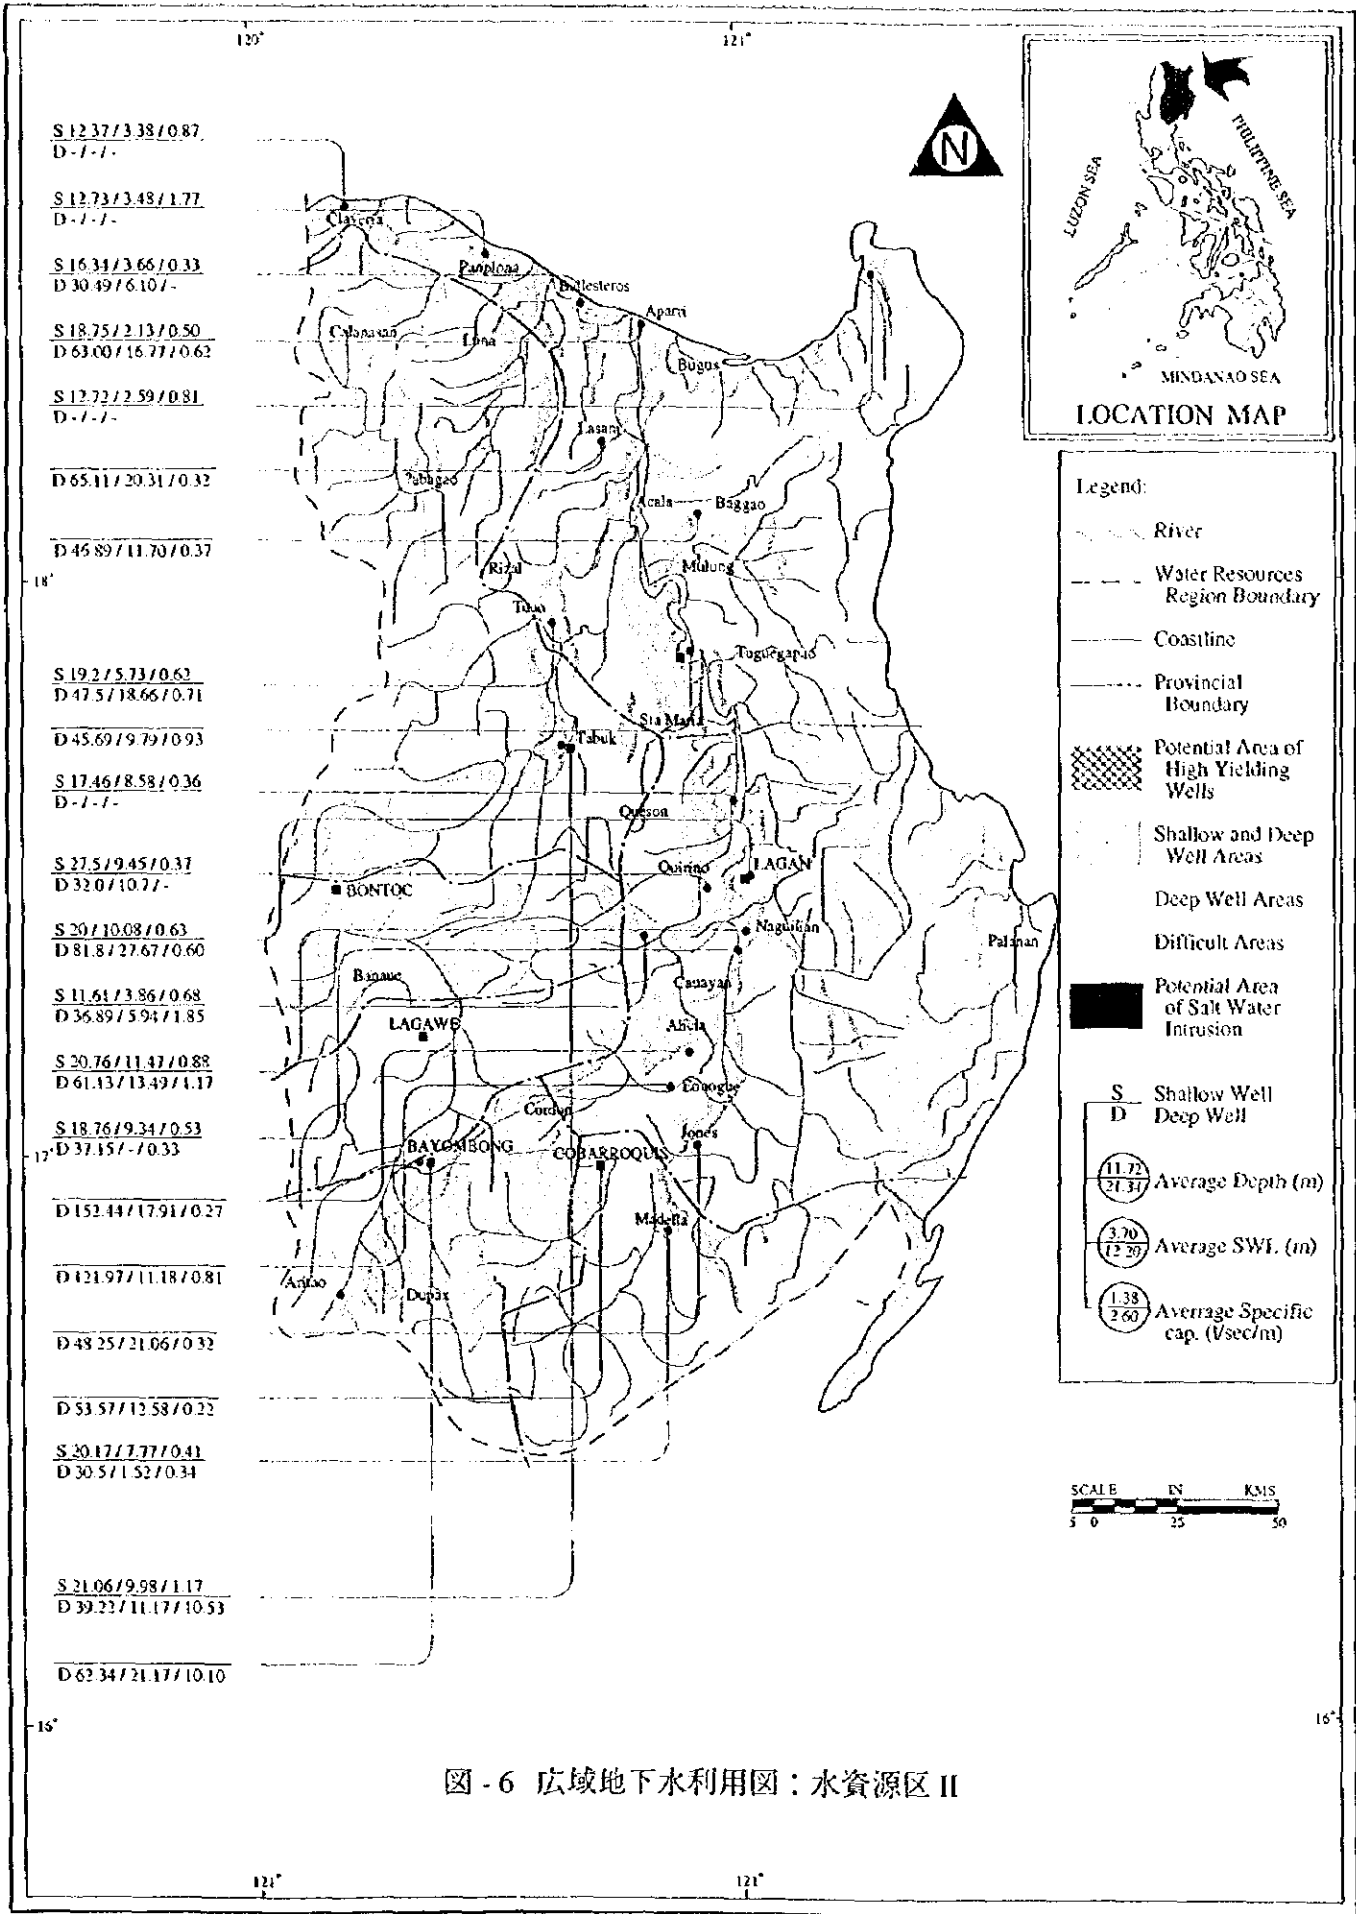 120°
121°
S 12.37 / 3.38 / 0.87
D - / - / -
S 12.73 / 3.48 / 1.77
D - / - / -
S 16.34 / 3.66 / 0.33
D 30.49 / 6.10 / -
S 18.75 / 2.13 / 0.50
D 63.00 / 16.77 / 0.62
S 12.72 / 2.59 / 0.81
D - / - / -
D 65.11 / 20.31 / 0.32
D 46.89 / 11.70 / 0.37
18°
S 19.2 / 5.73 / 0.62
D 47.5 / 18.66 / 0.71
D 45.69 / 9.79 / 0.93
S 17.46 / 8.58 / 0.36
D - / - / -
S 27.5 / 9.45 / 0.37
D 32.0 / 10.7 / -
S 20 / 10.08 / 0.63
D 81.8 / 27.67 / 0.60
S 11.61 / 3.86 / 0.68
D 36.89 / 5.94 / 1.85
S 20.76 / 11.47 / 0.88
D 61.13 / 13.49 / 1.17
S 18.76 / 9.34 / 0.53
17°
D 37.15 / - / 0.33
D 152.44 / 17.91 / 0.27
D 121.97 / 11.18 / 0.81
D 48.25 / 21.06 / 0.32
D 53.57 / 12.58 / 0.22
S 20.17 / 7.77 / 0.41
D 30.5 / 1.52 / 0.34
S 21.06 / 9.98 / 1.17
D 39.22 / 11.17 / 10.53
D 62.34 / 21.17 / 10.10
16°
16°
N
Claveria
Pamplona
Ballesteros
Aparri
Calanasan
Luna
Bugus
Lasam
Acala
Baggao
Rizal
Mulung
Tuao
Sta Maria
Tabuk
Queson
Quirino
LAGAN
BONTOC
Naguilian
Palanan
Banaue
Cauayan
LAGAWE
Cordon
Jones
BAYOMBONG
COBARROQUIS
Madella
Aritao
Dupax
LUZON SEA
PHILIPPINE SEA
MINDANAO SEA
LOCATION MAP
Legend:
River
Water Resources
Region Boundary
Coastline
Provincial
Boundary
Potential Area of
High Yielding
Wells
Shallow and Deep
Well Areas
Deep Well Areas
Difficult Areas
Potential Area
of Salt Water
Intrusion
S Shallow Well
D Deep Well
11.72
21.34
Average Depth (m)
3.70
12.20
Average SWL (m)
1.38
2.60
Averrage Specific
cap. (l/sec/m)
SCALE IN KMS
5 0 25 50
図 - 6 広域地下水利用図：水資源区 II
121°
121°